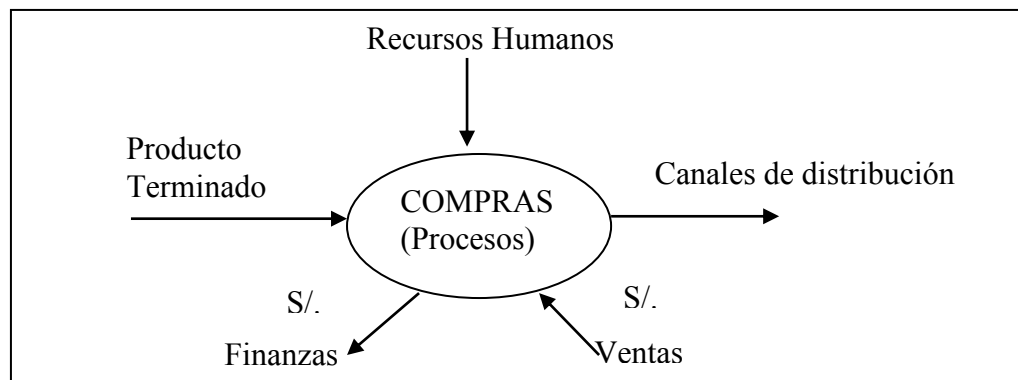 Recursos Humanos
Producto
Terminado
Canales de distribución
COMPRAS
(Procesos)
S/.
S/.
Finanzas
Ventas